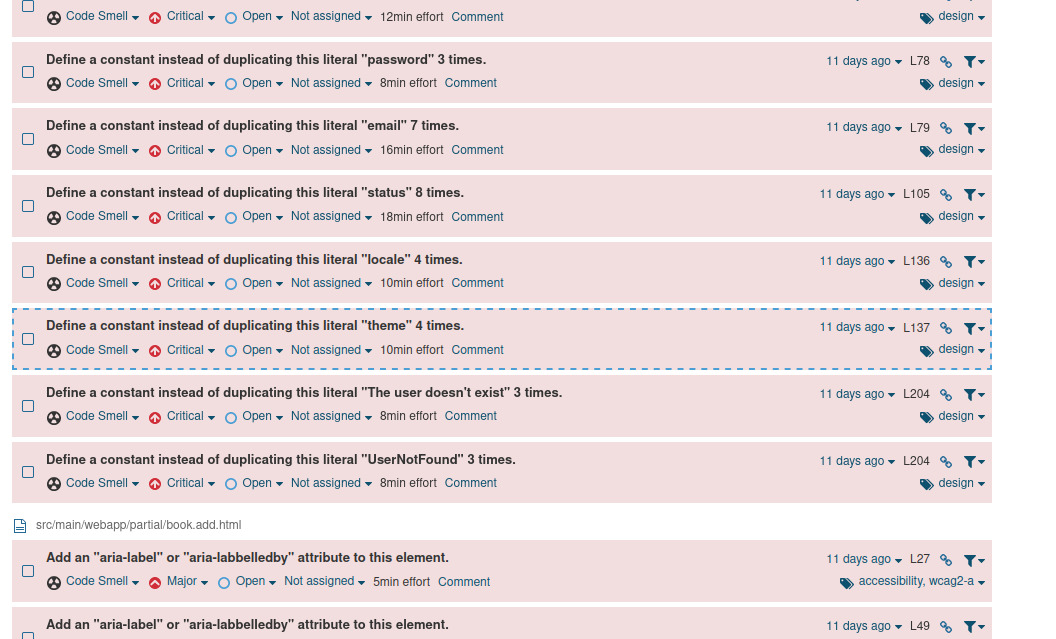 Code Smell Critical Open Not assigned 12min effort Comment design
Define a constant instead of duplicating this literal "password" 3 times. 11 days ago L78
Code Smell Critical Open Not assigned 8min effort Comment design
Define a constant instead of duplicating this literal "email" 7 times. 11 days ago L79
Code Smell Critical Open Not assigned 16min effort Comment design
Define a constant instead of duplicating this literal "status" 8 times. 11 days ago L105
Code Smell Critical Open Not assigned 18min effort Comment design
Define a constant instead of duplicating this literal "locale" 4 times. 11 days ago L136
Code Smell Critical Open Not assigned 10min effort Comment design
Define a constant instead of duplicating this literal "theme" 4 times. 11 days ago L137
Code Smell Critical Open Not assigned 10min effort Comment design
Define a constant instead of duplicating this literal "The user doesn't exist" 3 times. 11 days ago L204
Code Smell Critical Open Not assigned 8min effort Comment design
Define a constant instead of duplicating this literal "UserNotFound" 3 times. 11 days ago L204
Code Smell Critical Open Not assigned 8min effort Comment design
src/main/webapp/partial/book.add.html
Add an "aria-label" or "aria-labbelledby" attribute to this element. 11 days ago L27
Code Smell Major Open Not assigned 5min effort Comment accessibility, wcag2-a
Add an "aria-label" or "aria-labbelledby" attribute to this element. 11 days ago L49